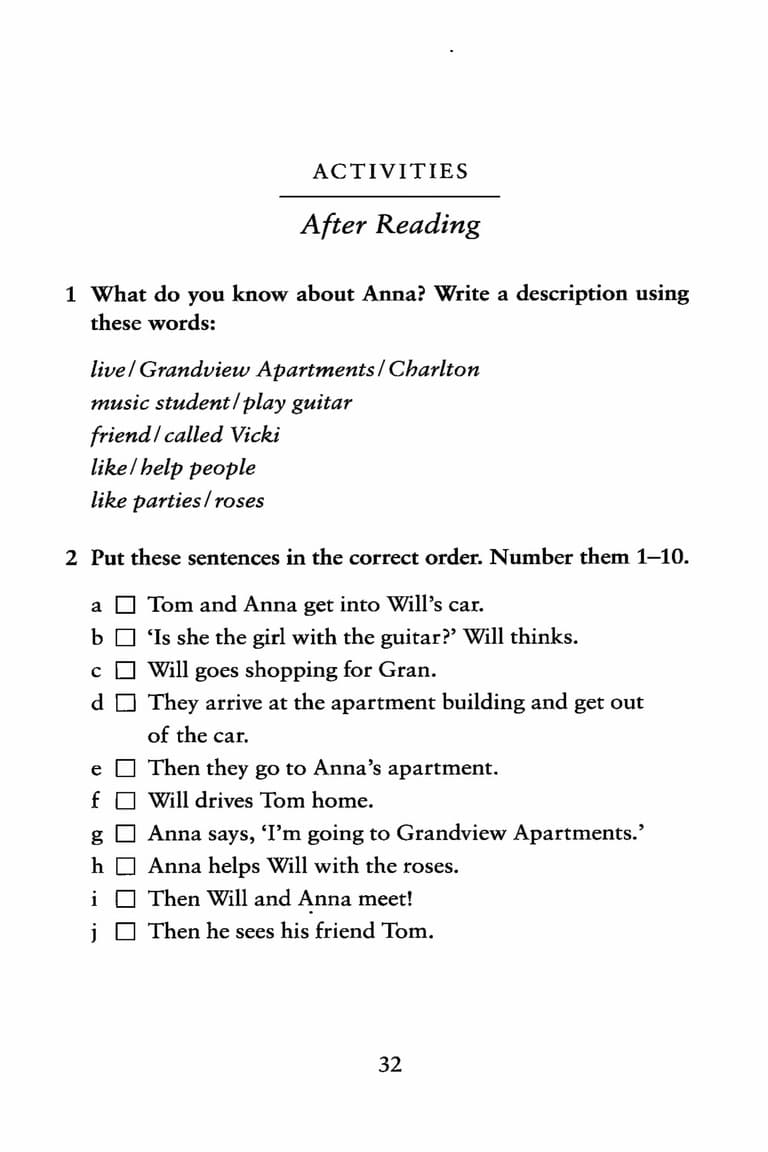 ACTIVITIES
After Reading
1 What do you know about Anna? Write a description using
these words:
live / Grandview Apartments / Charlton
music student / play guitar
friend / called Vicki
like / help people
like parties / roses
2 Put these sentences in the correct order. Number them 1–10.
a □ Tom and Anna get into Will's car.
b □ 'Is she the girl with the guitar?' Will thinks.
c □ Will goes shopping for Gran.
d □ They arrive at the apartment building and get out
of the car.
e □ Then they go to Anna's apartment.
f □ Will drives Tom home.
g □ Anna says, 'I'm going to Grandview Apartments.'
h □ Anna helps Will with the roses.
i □ Then Will and Anna meet!
j □ Then he sees his friend Tom.
32